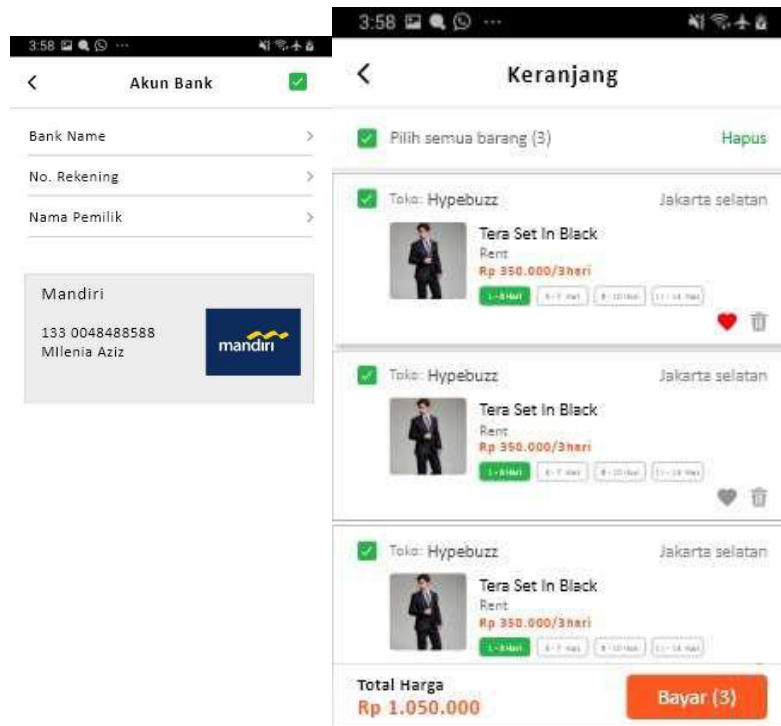 3:58
Akun Bank
Bank Name
No. Rekening
Nama Pemilik
Mandiri
133 0048488588
MIlenia Aziz
mandiri
3:58
Keranjang
Pilih semua barang (3)
Hapus
Toko: Hypebuzz
Jakarta selatan
Tera Set In Black
Rent
Rp 350.000/3hari
Toko: Hypebuzz
Jakarta selatan
Tera Set In Black
Rent
Rp 350.000/3hari
Toko: Hypebuzz
Jakarta selatan
Tera Set In Black
Rent
Rp 350.000/3hari
Total Harga
Rp 1.050.000
Bayar (3)